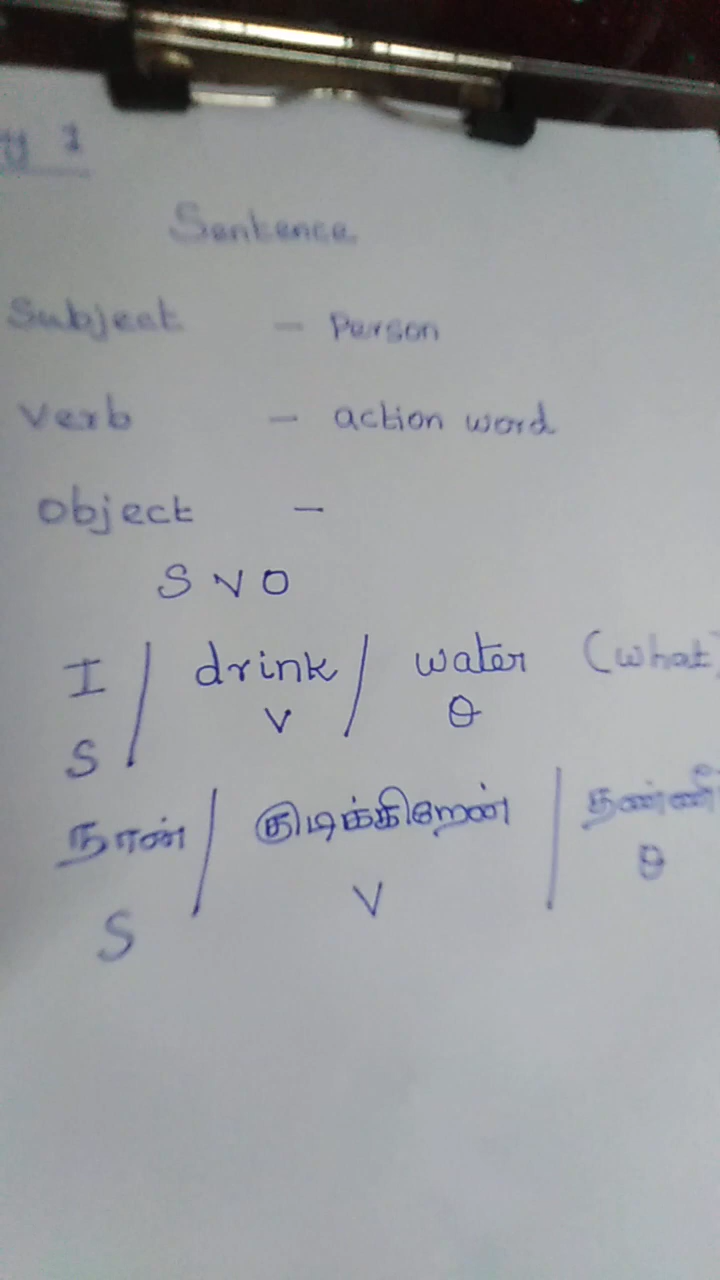 Sentence
Subject - Person
Verb - action word
Object -
S V O
I / drink / water (what
V O
S
நான் / குடிக்கிறேன் / தண்ணீ
O
V
S